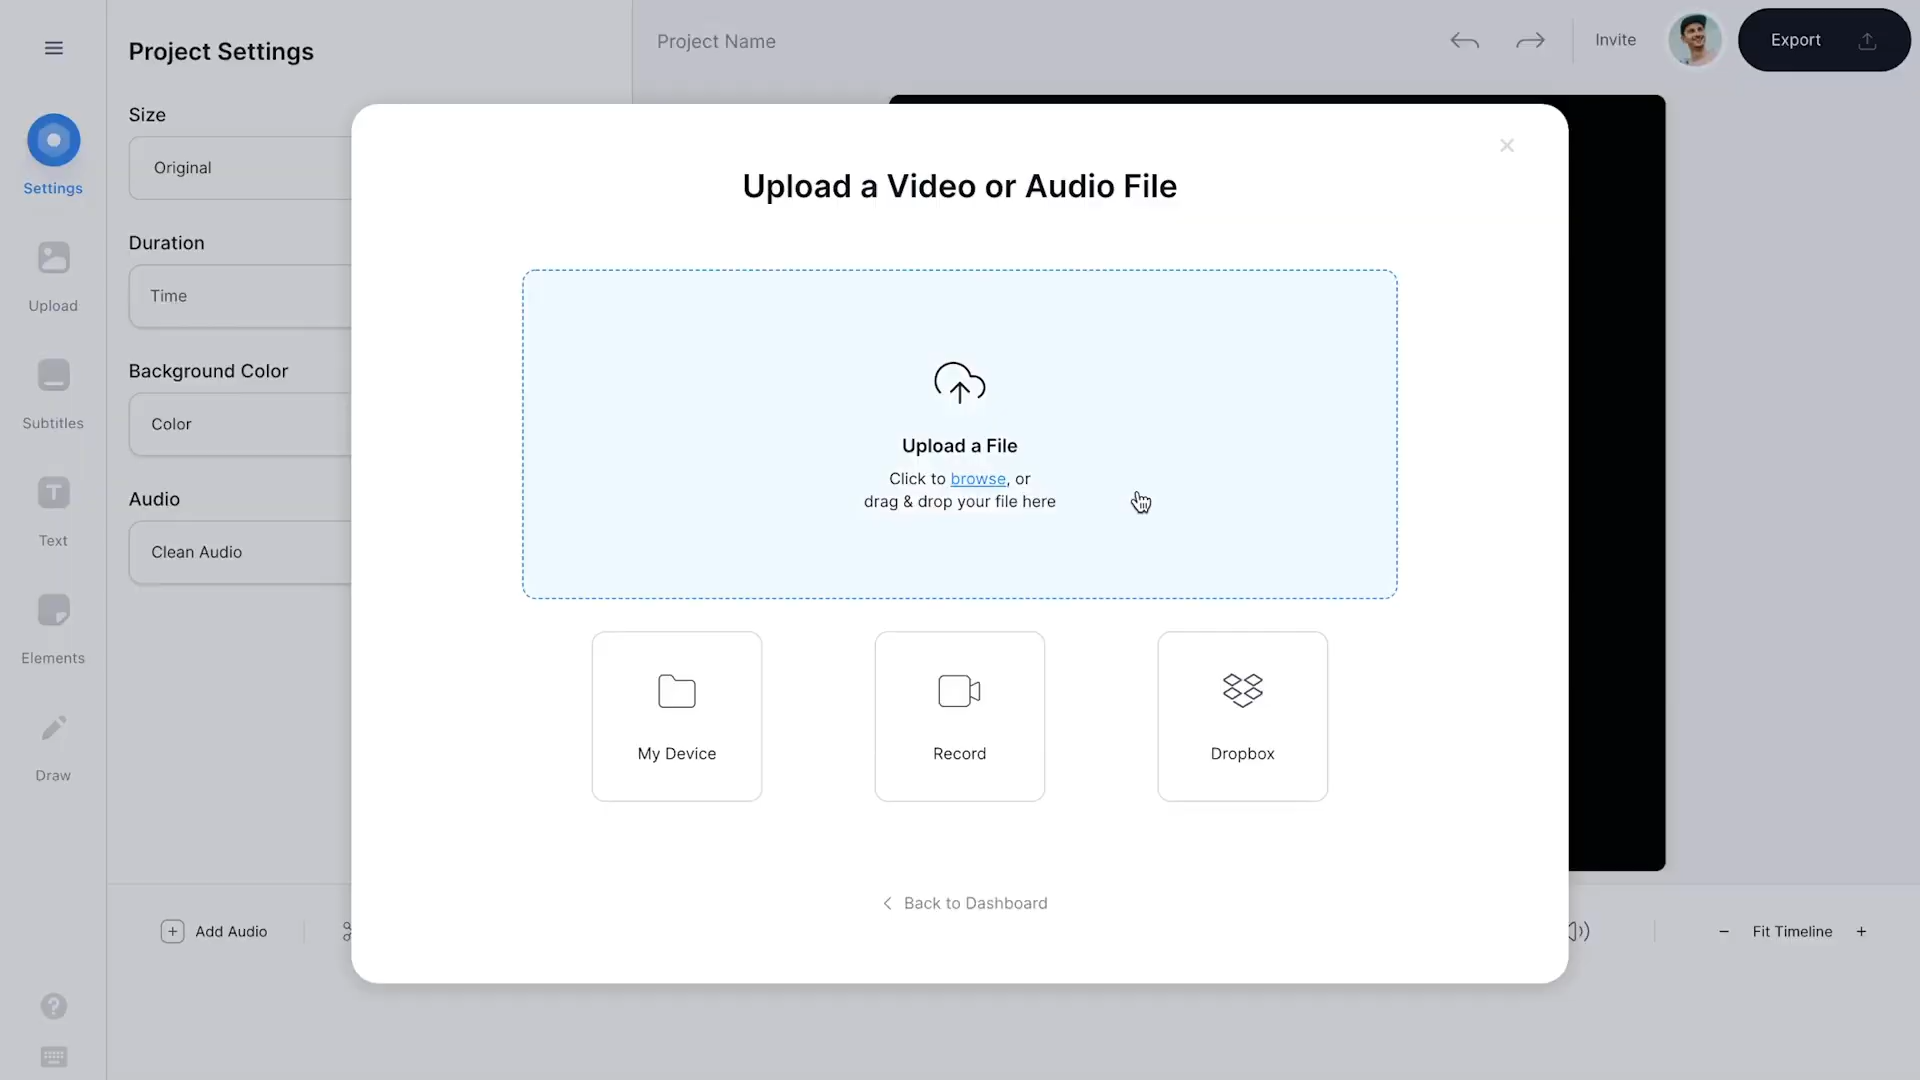 Project Settings
Project Name
Invite
Export
Size
Original
Settings
Duration
Time
Upload
Background Color
Color
Subtitles
Audio
Clean Audio
T
Text
Elements
Draw
Upload a Video or Audio File
Upload a File
Click to browse, or
drag & drop your file here
My Device
Record
Dropbox
Back to Dashboard
Add Audio
Fit Timeline